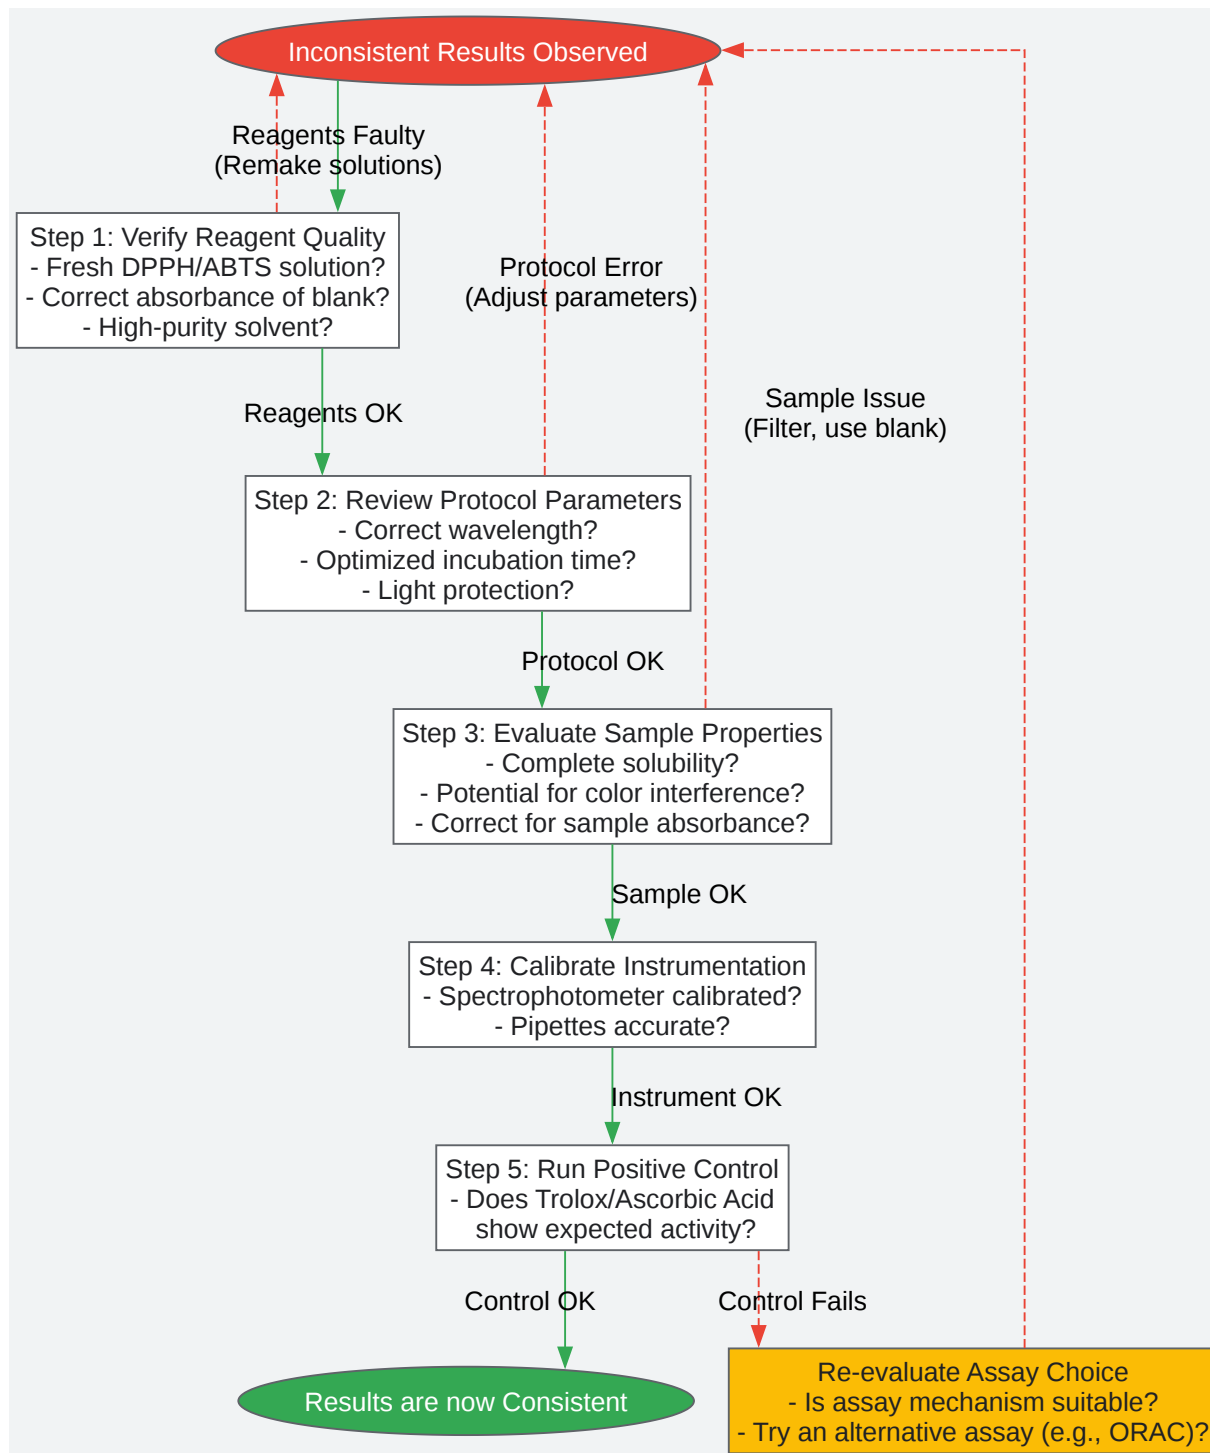 Inconsistent Results Observed
Reagents Faulty
(Remake solutions)
Step 1: Verify Reagent Quality
- Fresh DPPH/ABTS solution?
- Correct absorbance of blank?
- High-purity solvent?
Protocol Error
(Adjust parameters)
Sample Issue
(Filter, use blank)
Reagents OK
Step 2: Review Protocol Parameters
- Correct wavelength?
- Optimized incubation time?
- Light protection?
Protocol OK
Step 3: Evaluate Sample Properties
- Complete solubility?
- Potential for color interference?
- Correct for sample absorbance?
Sample OK
Step 4: Calibrate Instrumentation
- Spectrophotometer calibrated?
- Pipettes accurate?
Instrument OK
Step 5: Run Positive Control
- Does Trolox/Ascorbic Acid
show expected activity?
Control OK
Control Fails
Results are now Consistent
Re-evaluate Assay Choice
- Is assay mechanism suitable?
- Try an alternative assay (e.g., ORAC)?